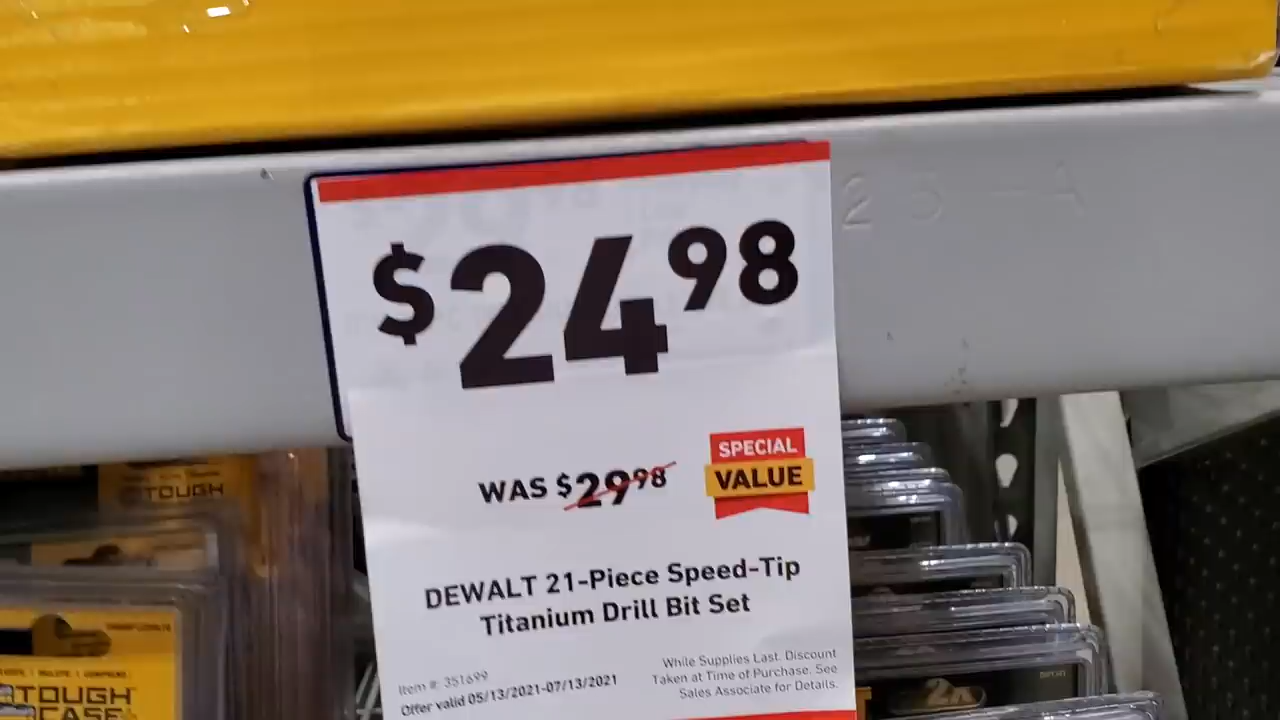 25-A
$24.98
WAS $29.98
SPECIAL
VALUE
DEWALT 21-Piece Speed-Tip
Titanium Drill Bit Set
Item #: 351699
Offer valid 05/13/2021-07/13/2021
While Supplies Last. Discount
Taken at Time of Purchase. See
Sales Associate for Details.
TOUGH
TOUGH
CASE